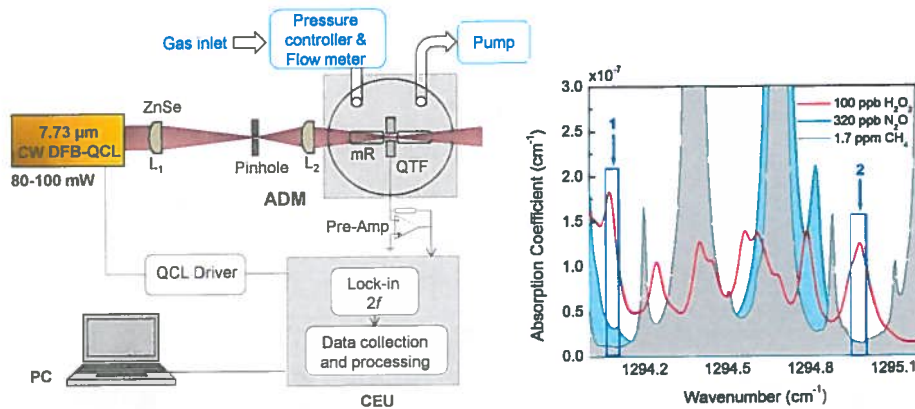 Gas inlet
Pressure
controller &
Flow meter
Pump
ZnSe
7.73 µm
CW DFB-QCL
80-100 mW
L1
Pinhole
L2
mR
QTF
ADM
Pre-Amp
QCL Driver
Lock-in
2f
Data collection
and processing
PC
CEU
x10-7
3.0
2.5
2.0
1.5
1.0
0.5
0.0
Absorption Coefficient (cm-1)
100 ppb H2O2
320 ppb N2O
1.7 ppm CH4
1
2
1294.2
1294.5
1294.8
1295.1
Wavenumber (cm-1)